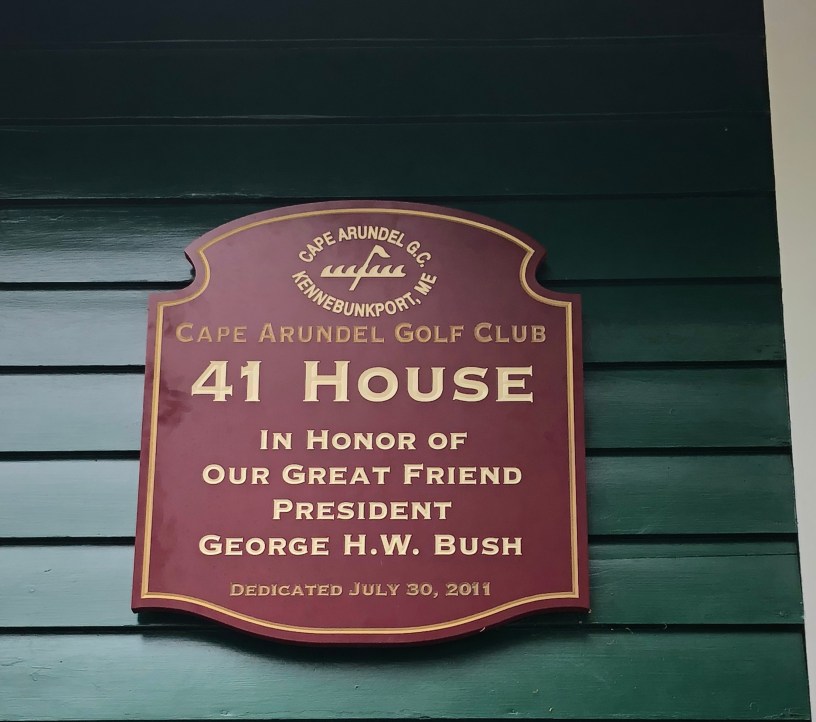 CAPE ARUNDEL G.C.
KENNEBUNKPORT, ME
CAPE ARUNDEL GOLF CLUB
41 HOUSE
IN HONOR OF
OUR GREAT FRIEND
PRESIDENT
GEORGE H.W. BUSH
DEDICATED JULY 30, 2011